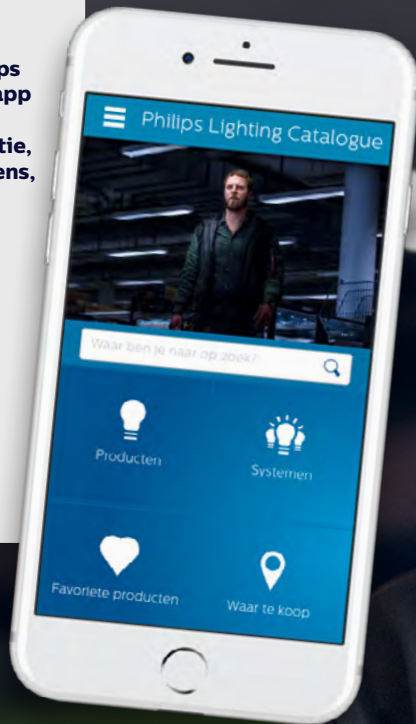 ps
app
tie,
ens,
Philips Lighting Catalogue
Waar ben je naar op zoek?
Producten
Systemen
Favoriete producten
Waar te koop